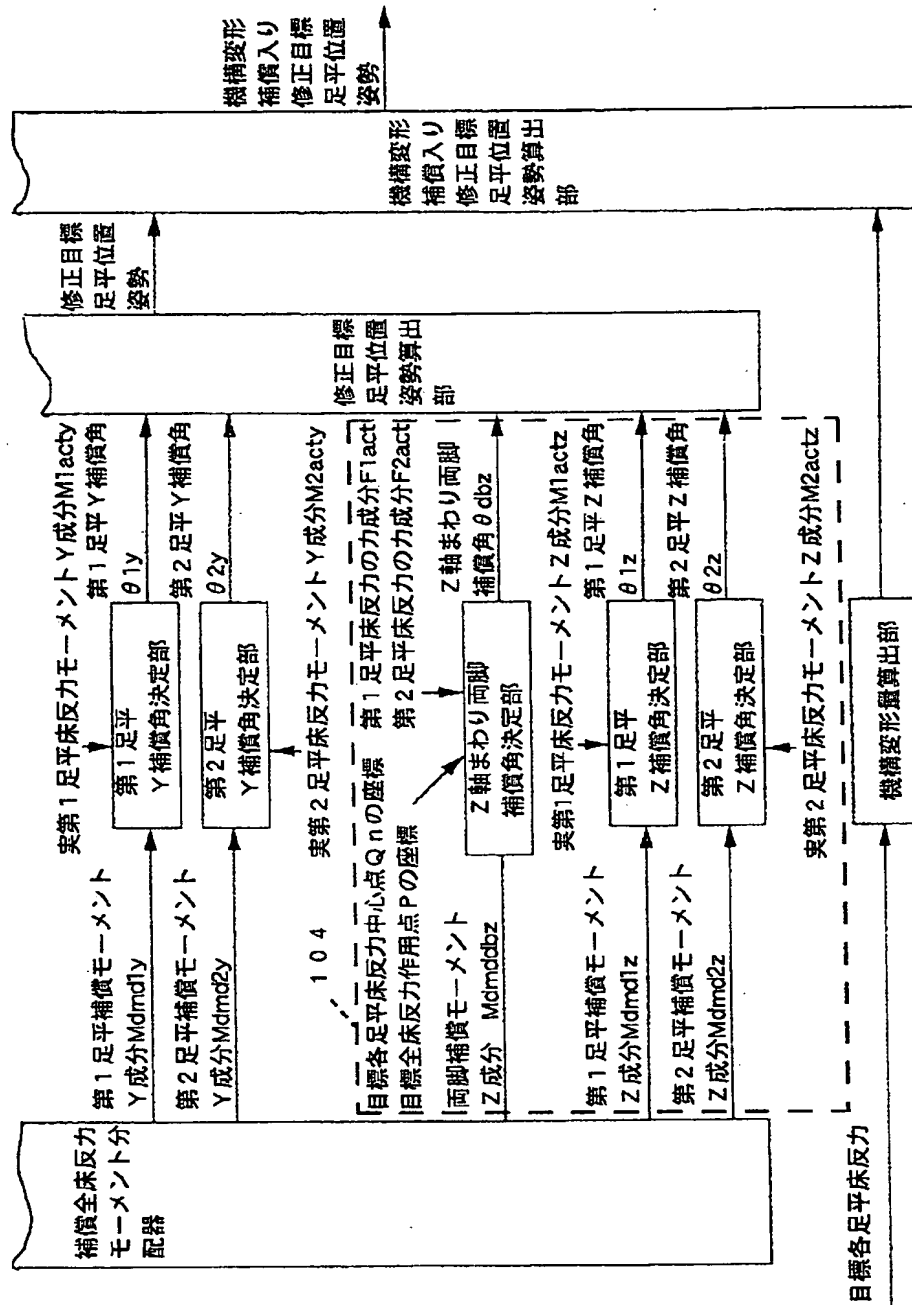 補償全床反力
モーメント分
配器
第1足平補償モーメント
Y成分Mdmd1y
第2足平補償モーメント
Y成分Mdmd2y
104
目標各足平床反力中心点Qnの座標
目標全床反力作用点Pの座標
両脚補償モーメント
Z成分 Mdmddbz
第1足平補償モーメント
Z成分Mdmd1z
第2足平補償モーメント
Z成分Mdmd2z
目標各足平床反力
実第1足平床反力モーメントY成分M1acty
第1足平
Y補償角決定部
第2足平
Y補償角決定部
実第2足平床反力モーメントY成分M2acty
第1足平床反力の力成分F1act
第2足平床反力の力成分F2act
Z軸まわり両脚
補償角決定部
実第1足平床反力モーメントZ成分M1actz
第1足平
Z補償角決定部
第2足平
Z補償角決定部
実第2足平床反力モーメントZ成分M2actz
機構変形量算出部
第1足平Y補償角
θ1y
第2足平Y補償角
θ2y
Z軸まわり両脚
補償角θdbz
第1足平Z補償角
θ1z
第2足平Z補償角
θ2z
修正目標
足平位置
姿勢算出
部
修正目標
足平位置
姿勢
機構変形
補償入り
修正目標
足平位置
姿勢算出
部
機構変形
補償入り
修正目標
足平位置
姿勢